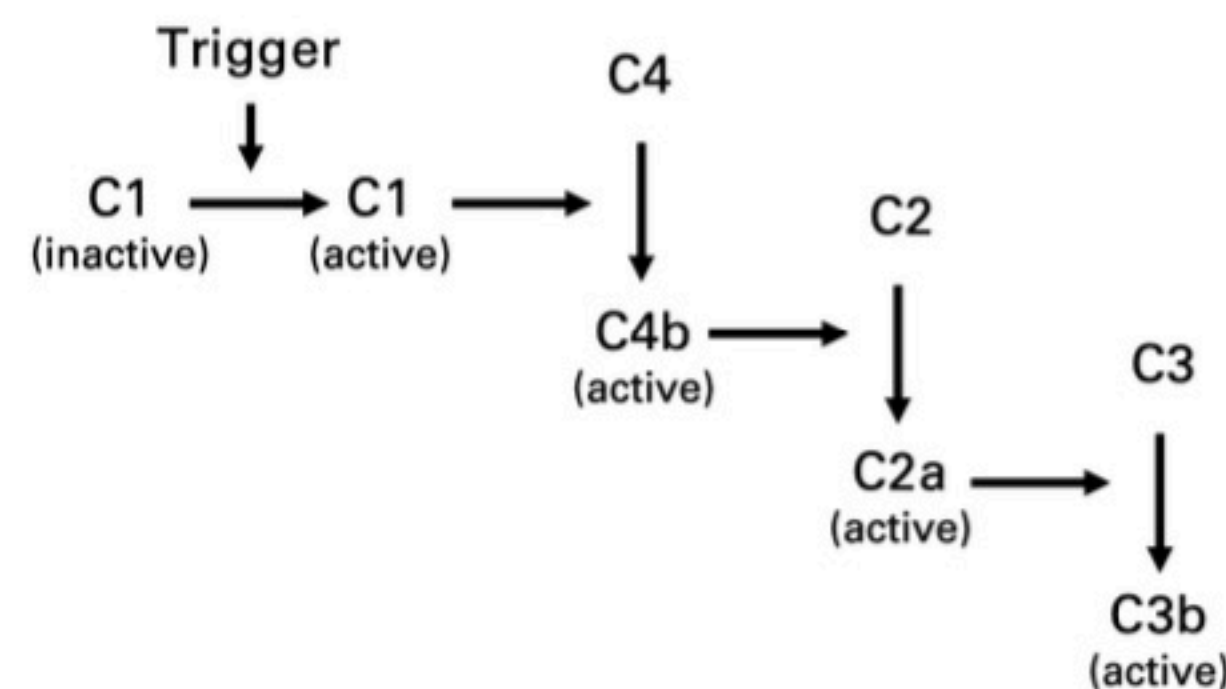 Trigger
C4
C1
(inactive)
C1
(active)
C2
C4b
(active)
C3
C2a
(active)
C3b
(active)